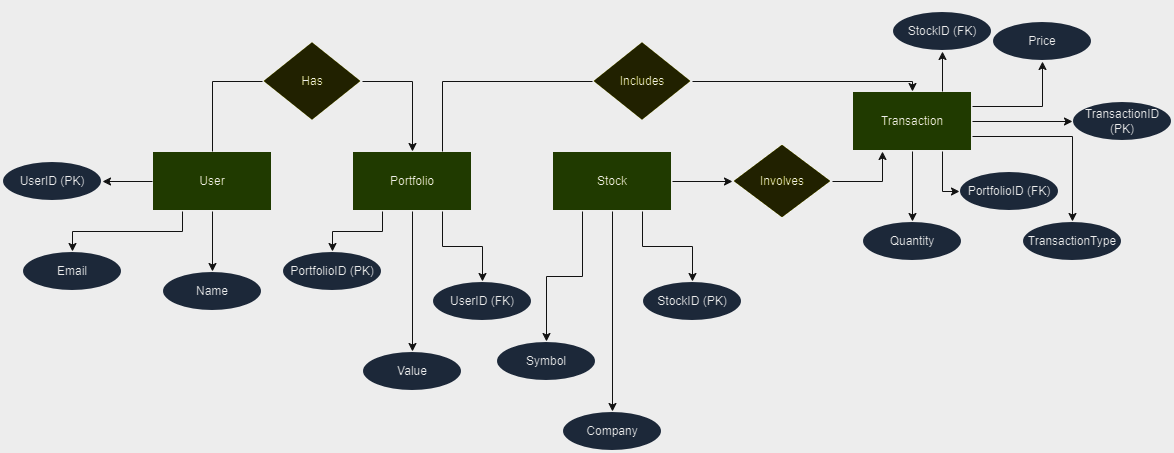 StockID (FK)
Price
Has
Includes
TransactionID
(PK)
Transaction
UserID (PK)
User
Portfolio
Stock
Involves
PortfolioID (FK)
Quantity
TransactionType
Email
Name
PortfolioID (PK)
UserID (FK)
StockID (PK)
Symbol
Value
Company